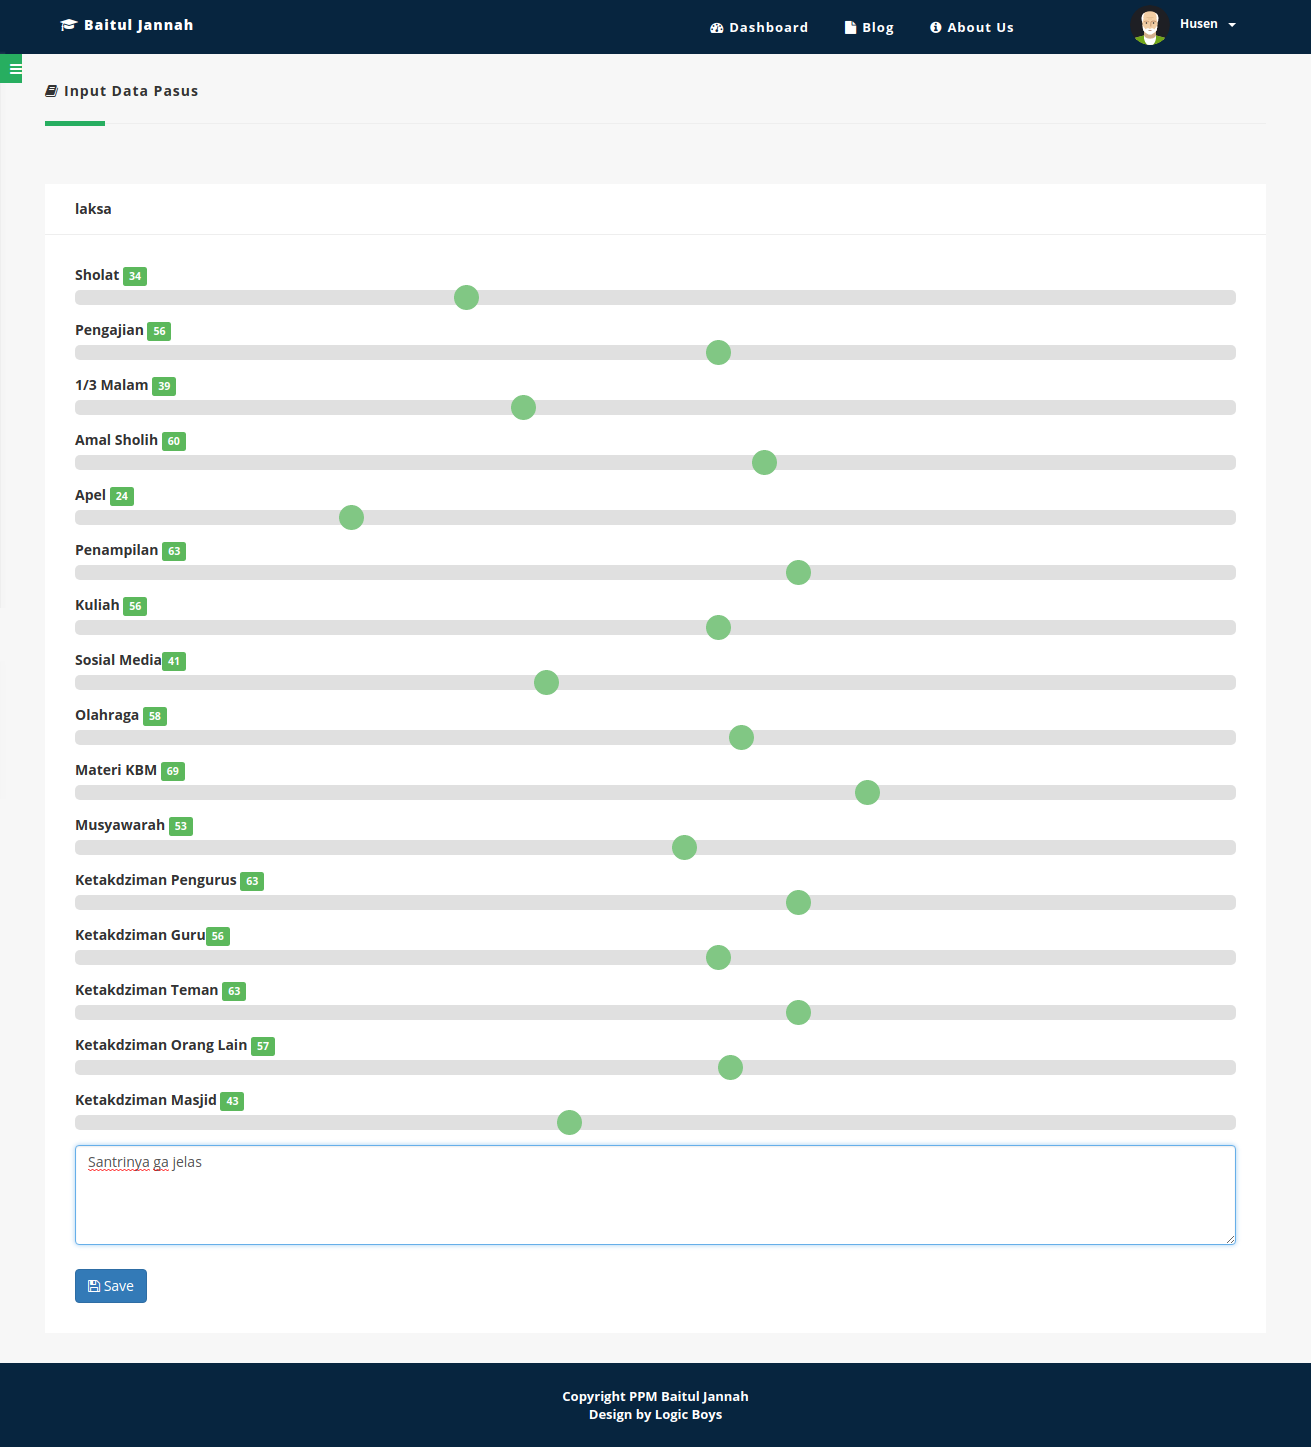 Baitul Jannah
Dashboard
Blog
About Us
Husen
Input Data Pasus
laksa
Sholat 34
Pengajian 56
1/3 Malam 39
Amal Sholih 60
Apel 24
Penampilan 63
Kuliah 56
Sosial Media 41
Olahraga 58
Materi KBM 69
Musyawarah 53
Ketakdziman Pengurus 63
Ketakdziman Guru 56
Ketakdziman Teman 63
Ketakdziman Orang Lain 57
Ketakdziman Masjid 43
Santrinya ga jelas
Save
Copyright PPM Baitul Jannah
Design by Logic Boys